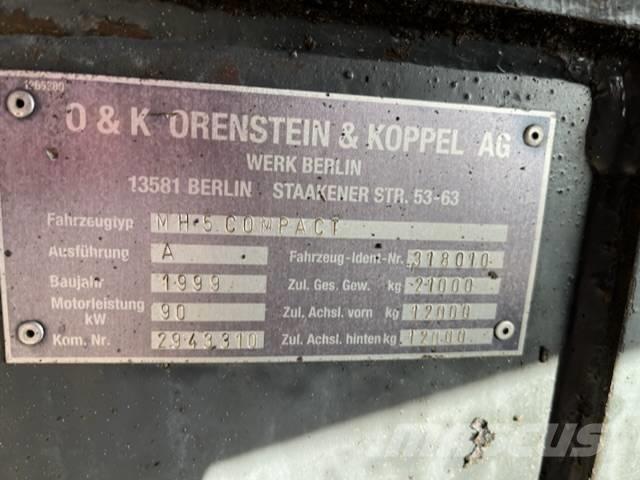 1265280
O & K ORENSTEIN & KOPPEL AG
WERK BERLIN
13581 BERLIN STAAKENER STR. 53-63
Fahrzeugtyp MH 5 COMPACT
Ausführung A Fahrzeug-Ident-Nr. 318010
Baujahr 1999 Zul. Ges. Gew. kg 21000
Motorleistung kW 90 Zul. Achsl. vorn kg 12000
Kom. Nr. 2943310 Zul. Achsl. hinten kg 12000
MASCUS